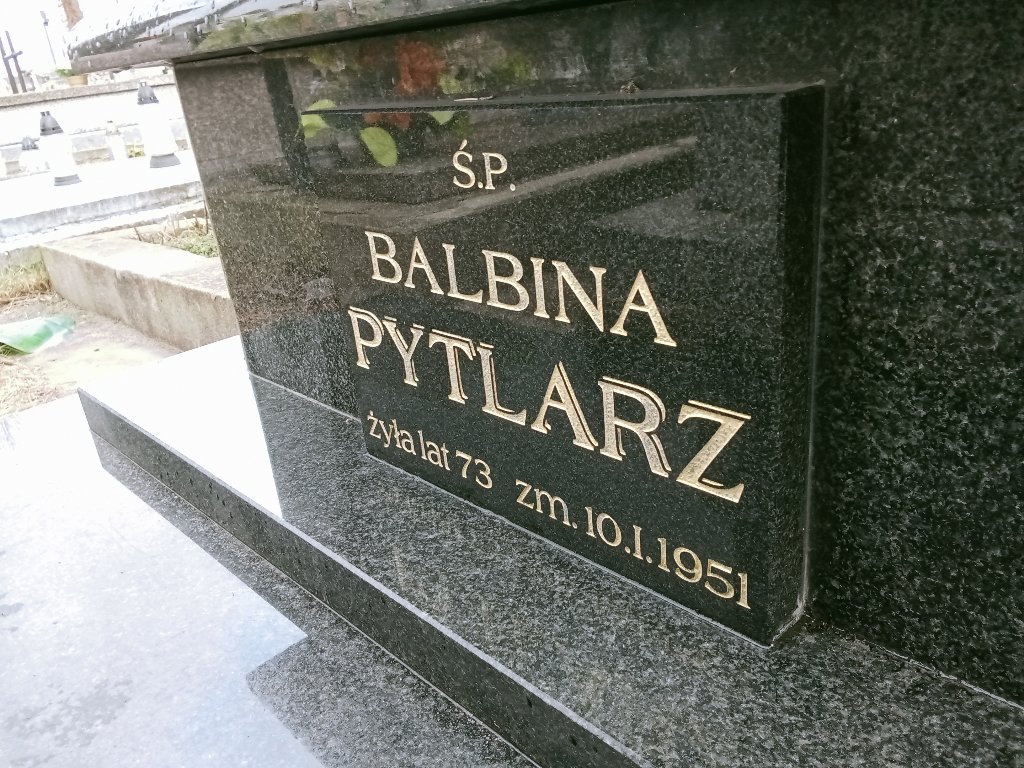 Ś.P.
BALBINA
PYTLARZ
żyła lat 73 zm. 10.I.1951